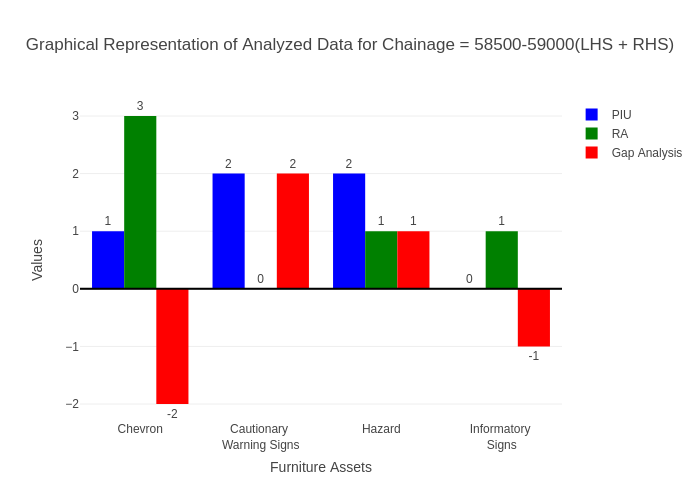 Graphical Representation of Analyzed Data for Chainage = 58500-59000(LHS + RHS)
PIU
RA
Gap Analysis
Values
3
2
1
0
−1
−2
1
3
-2
2
0
2
2
1
1
0
1
-1
Chevron
Cautionary
Warning Signs
Hazard
Informatory
Signs
Furniture Assets